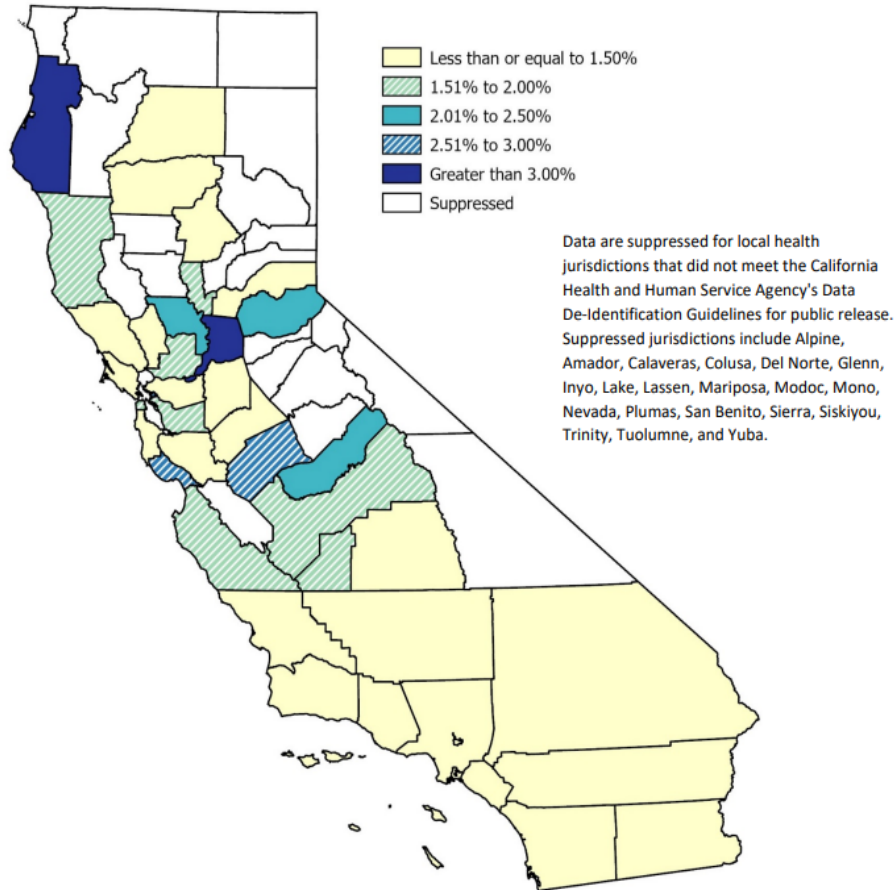 Less than or equal to 1.50%
1.51% to 2.00%
2.01% to 2.50%
2.51% to 3.00%
Greater than 3.00%
Suppressed
Data are suppressed for local health
jurisdictions that did not meet the California
Health and Human Service Agency's Data
De-Identification Guidelines for public release.
Suppressed jurisdictions include Alpine,
Amador, Calaveras, Colusa, Del Norte, Glenn,
Inyo, Lake, Lassen, Mariposa, Modoc, Mono,
Nevada, Plumas, San Benito, Sierra, Siskiyou,
Trinity, Tuolumne, and Yuba.